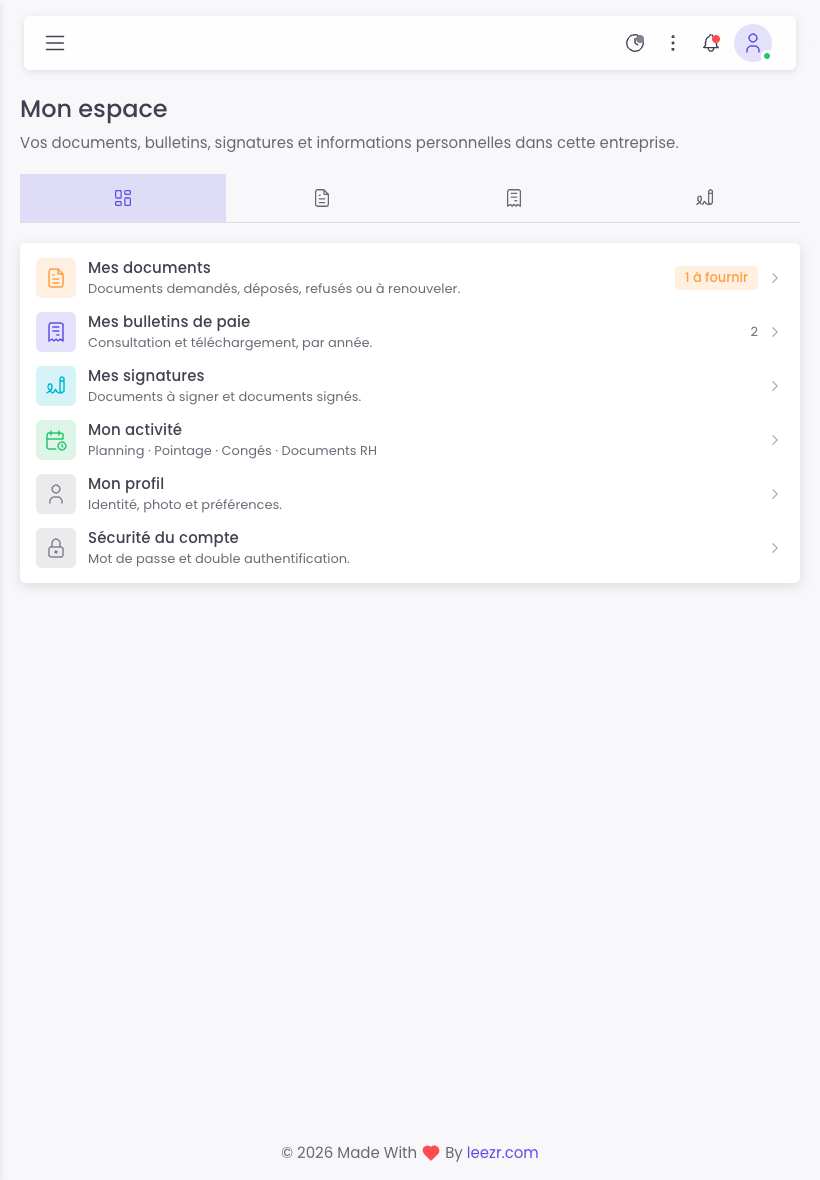 Mon espace
Vos documents, bulletins, signatures et informations personnelles dans cette entreprise.
Mes documents
Documents demandés, déposés, refusés ou à renouveler.
1 à fournir
Mes bulletins de paie
Consultation et téléchargement, par année.
2
Mes signatures
Documents à signer et documents signés.
Mon activité
Planning · Pointage · Congés · Documents RH
Mon profil
Identité, photo et préférences.
Sécurité du compte
Mot de passe et double authentification.
© 2026 Made With ❤ By leezr.com